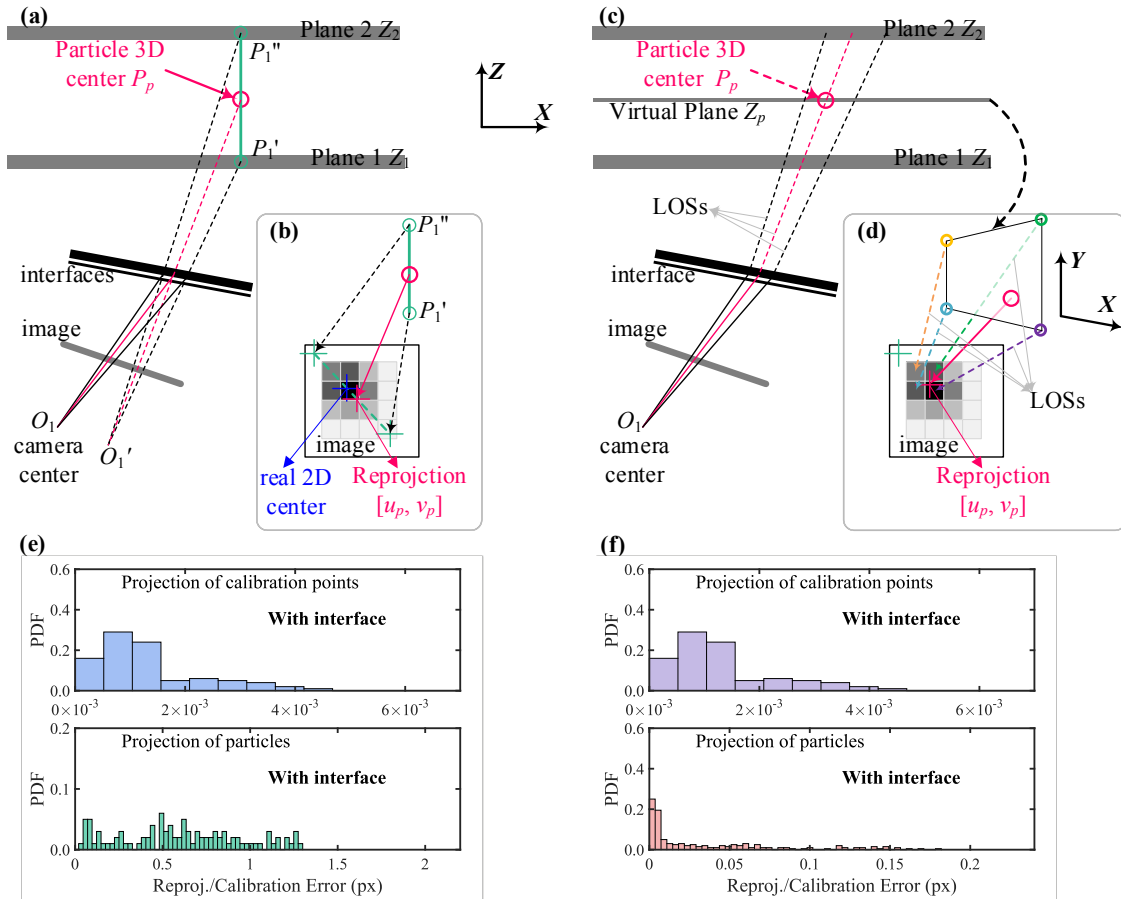 (a)
Plane 2 Z2
Particle 3D
center Pp
P1''
P1'
Plane 1 Z1
Z
X
interfaces
image
O1
camera
center
O1'
(b)
P1''
P1'
image
real 2D
center
Reprojction
[up, vp]
(c)
Plane 2 Z2
Particle 3D
center Pp
Virtual Plane Zp
Plane 1 Z1
LOSs
interface
image
O1
camera
center
(d)
Y
X
LOSs
image
Reprojction
[up, vp]
(e)
Projection of calibration points
With interface
PDF
0.6
0.4
0.2
0.0
0×10-3
2×10-3
4×10-3
6×10-3
Projection of particles
With interface
PDF
0.2
0.1
0.0
0
0.5
1
1.5
2
Reproj./Calibration Error (px)
(f)
Projection of calibration points
With interface
PDF
0.6
0.4
0.2
0.0
0×10-3
2×10-3
4×10-3
6×10-3
Projection of particles
With interface
PDF
0.6
0.4
0.2
0.0
0
0.05
0.1
0.15
0.2
Reproj./Calibration Error (px)